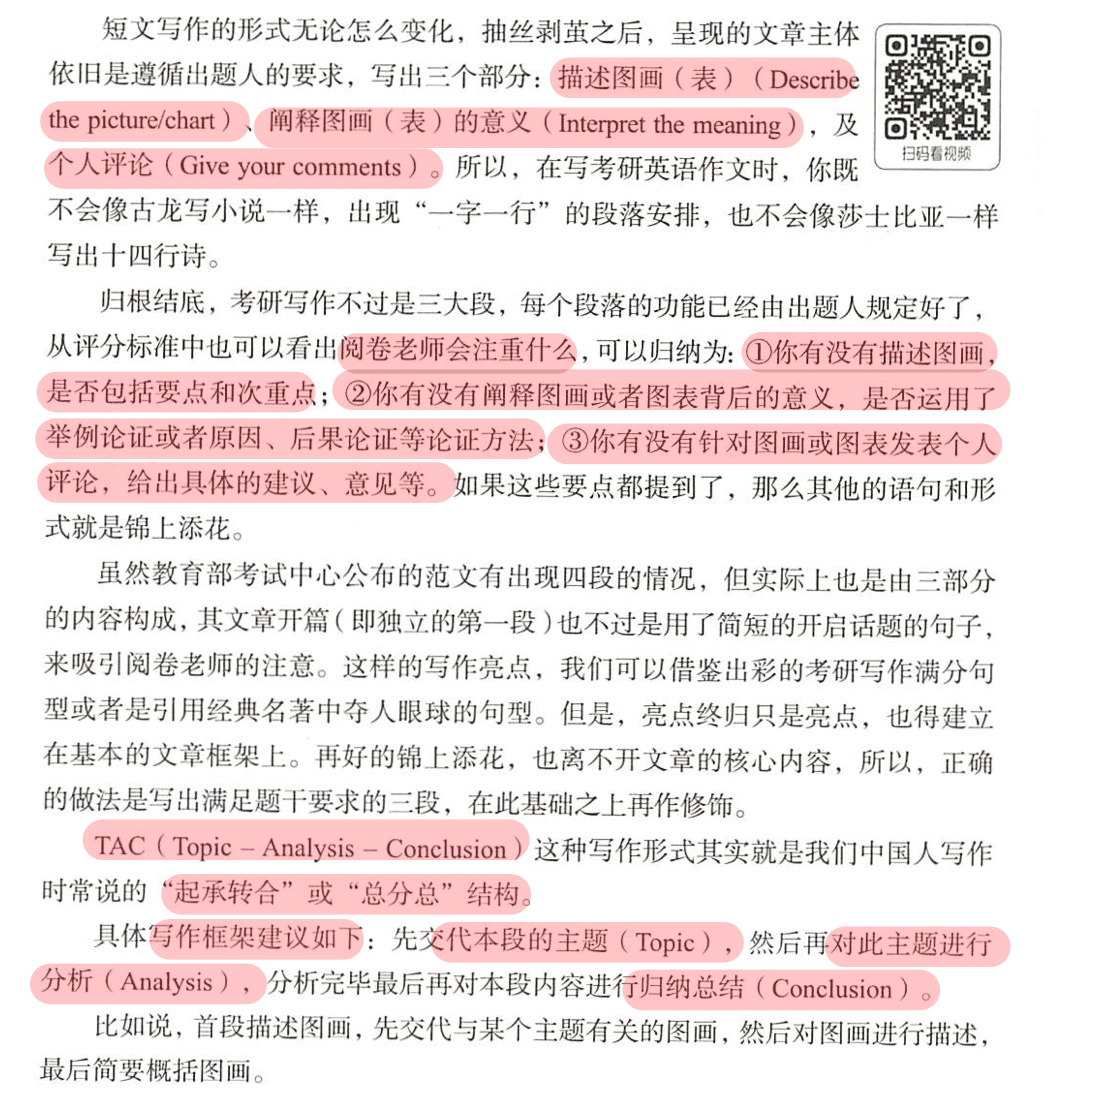 短文写作的形式无论怎么变化，抽丝剥茧之后，呈现的文章主体
依旧是遵循出题人的要求，写出三个部分：描述图画（表）（Describe
the picture/chart）、阐释图画（表）的意义（Interpret the meaning），及
个人评论（Give your comments）。所以，在写考研英语作文时，你既
扫码看视频
不会像古龙写小说一样，出现“一字一行”的段落安排，也不会像莎士比亚一样
写出十四行诗。
归根结底，考研写作不过是三大段，每个段落的功能已经由出题人规定好了，
从评分标准中也可以看出阅卷老师会注重什么，可以归纳为：①你有没有描述图画，
是否包括要点和次重点；②你有没有阐释图画或者图表背后的意义，是否运用了
举例论证或者原因、后果论证等论证方法；③你有没有针对图画或图表发表个人
评论，给出具体的建议、意见等。如果这些要点都提到了，那么其他的语句和形
式就是锦上添花。
虽然教育部考试中心公布的范文有出现四段的情况，但实际上也是由三部分
的内容构成，其文章开篇（即独立的第一段）也不过是用了简短的开启话题的句子，
来吸引阅卷老师的注意。这样的写作亮点，我们可以借鉴出彩的考研写作满分句
型或者是引用经典名著中夺人眼球的句型。但是，亮点终归只是亮点，也得建立
在基本的文章框架上。再好的锦上添花，也离不开文章的核心内容，所以，正确
的做法是写出满足题干要求的三段，在此基础之上再作修饰。
TAC（Topic – Analysis – Conclusion）这种写作形式其实就是我们中国人写作
时常说的“起承转合”或“总分总”结构。
具体写作框架建议如下：先交代本段的主题（Topic），然后再对此主题进行
分析（Analysis），分析完毕最后再对本段内容进行归纳总结（Conclusion）。
比如说，首段描述图画，先交代与某个主题有关的图画，然后对图画进行描述，
最后简要概括图画。